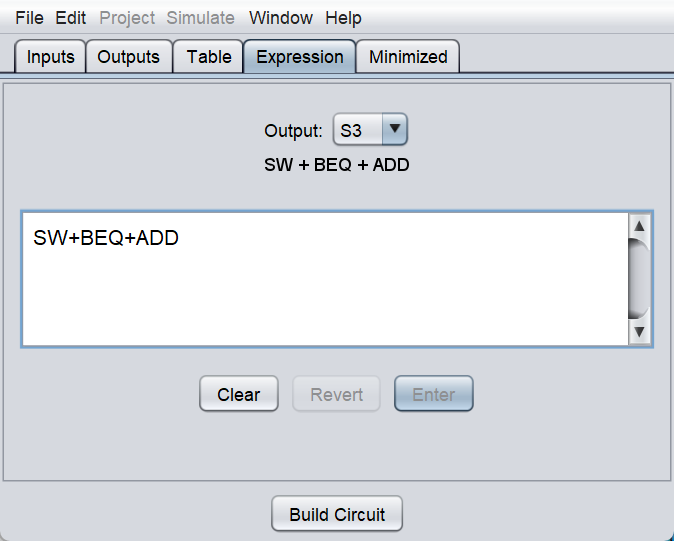 File Edit Project Simulate Window Help
Inputs Outputs Table Expression Minimized
Output: S3
SW + BEQ + ADD
SW+BEQ+ADD
Clear Revert Enter
Build Circuit